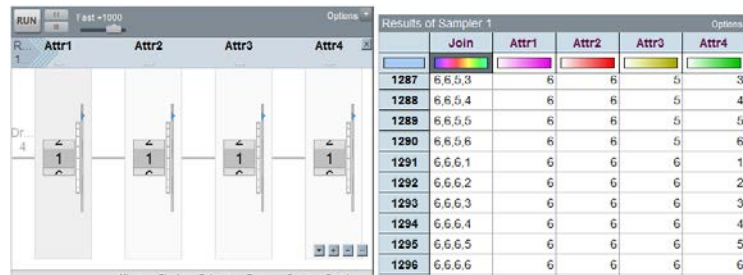 RUN Fast +1000 Options
R... Attr1 Attr2 Attr3 Attr4
1...
Dr...
4
1 1 1 1
Results of Sampler 1 Options
Join Attr1 Attr2 Attr3 Attr4
1287 6,6,5,3 6 6 5 3
1288 6,6,5,4 6 6 5 4
1289 6,6,5,5 6 6 5 5
1290 6,6,5,6 6 6 5 6
1291 6,6,6,1 6 6 6 1
1292 6,6,6,2 6 6 6 2
1293 6,6,6,3 6 6 6 3
1294 6,6,6,4 6 6 6 4
1295 6,6,6,5 6 6 6 5
1296 6,6,6,6 6 6 6 6